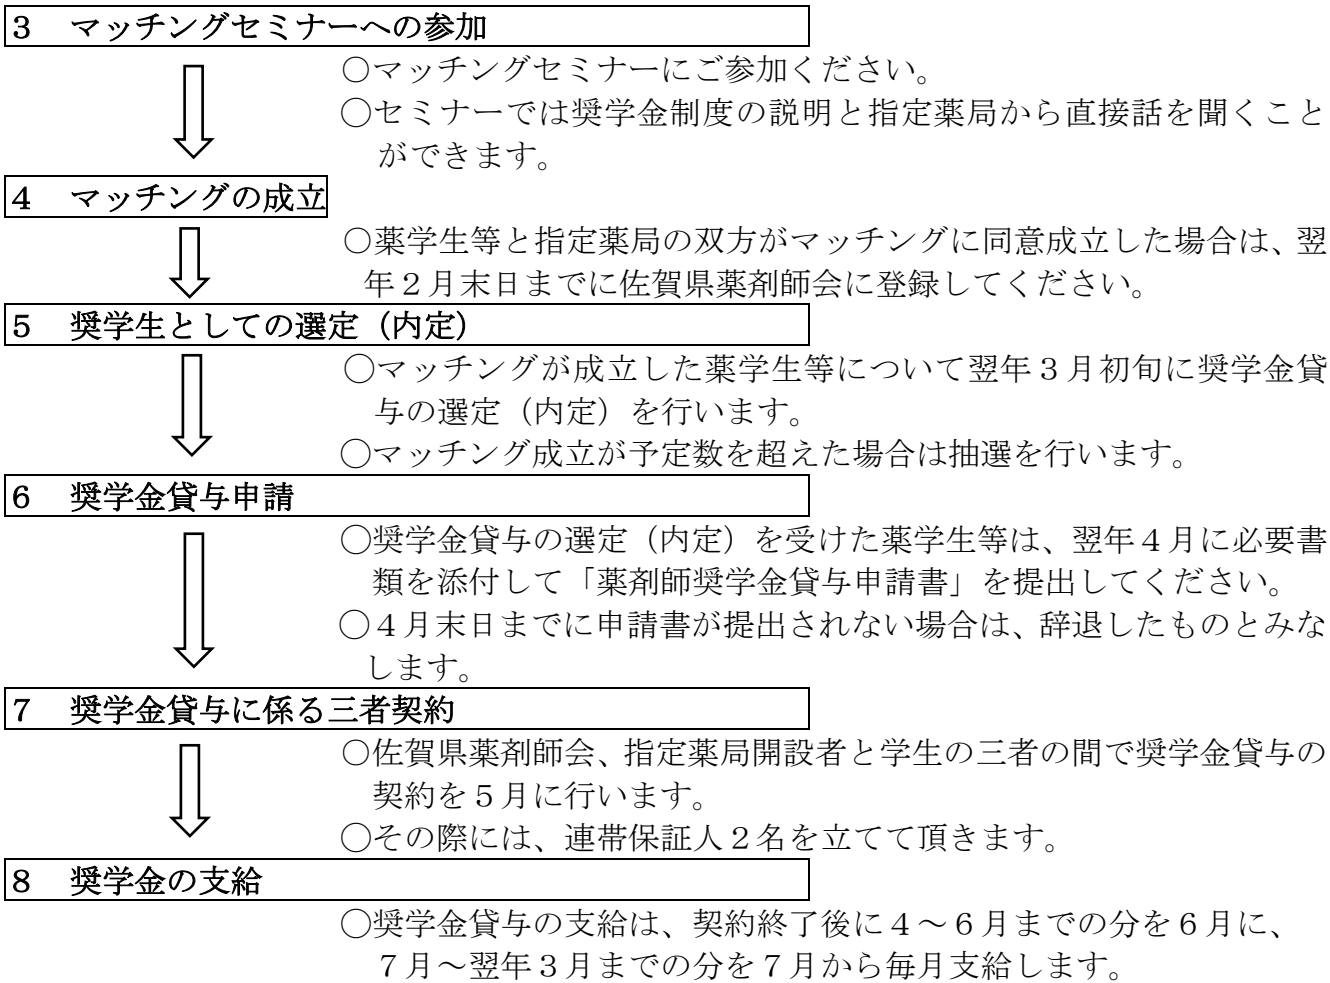 ３　マッチングセミナーへの参加
○マッチングセミナーにご参加ください。
○セミナーでは奨学金制度の説明と指定薬局から直接話を聞くこと
ができます。
４　マッチングの成立
○薬学生等と指定薬局の双方がマッチングに同意成立した場合は、翌
年２月末日までに佐賀県薬剤師会に登録してください。
５　奨学生としての選定（内定）
○マッチングが成立した薬学生等について翌年３月初旬に奨学金貸
与の選定（内定）を行います。
○マッチング成立が予定数を超えた場合は抽選を行います。
６　奨学金貸与申請
○奨学金貸与の選定（内定）を受けた薬学生等は、翌年４月に必要書
類を添付して「薬剤師奨学金貸与申請書」を提出してください。
○４月末日までに申請書が提出されない場合は、辞退したものとみな
します。
７　奨学金貸与に係る三者契約
○佐賀県薬剤師会、指定薬局開設者と学生の三者の間で奨学金貸与の
契約を５月に行います。
○その際には、連帯保証人２名を立てて頂きます。
８　奨学金の支給
○奨学金貸与の支給は、契約終了後に４～６月までの分を６月に、
７月～翌年３月までの分を７月から毎月支給します。